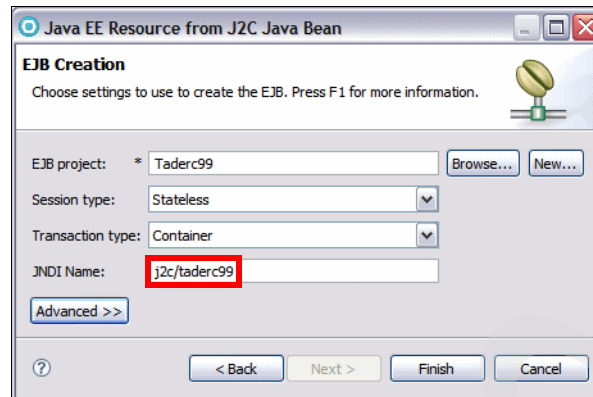 Java EE Resource from J2C Java Bean
EJB Creation
Choose settings to use to create the EJB. Press F1 for more information.
EJB project: * Taderc99 Browse... New...
Session type: Stateless
Transaction type: Container
JNDI Name: j2c/taderc99
Advanced >>
? < Back Next > Finish Cancel